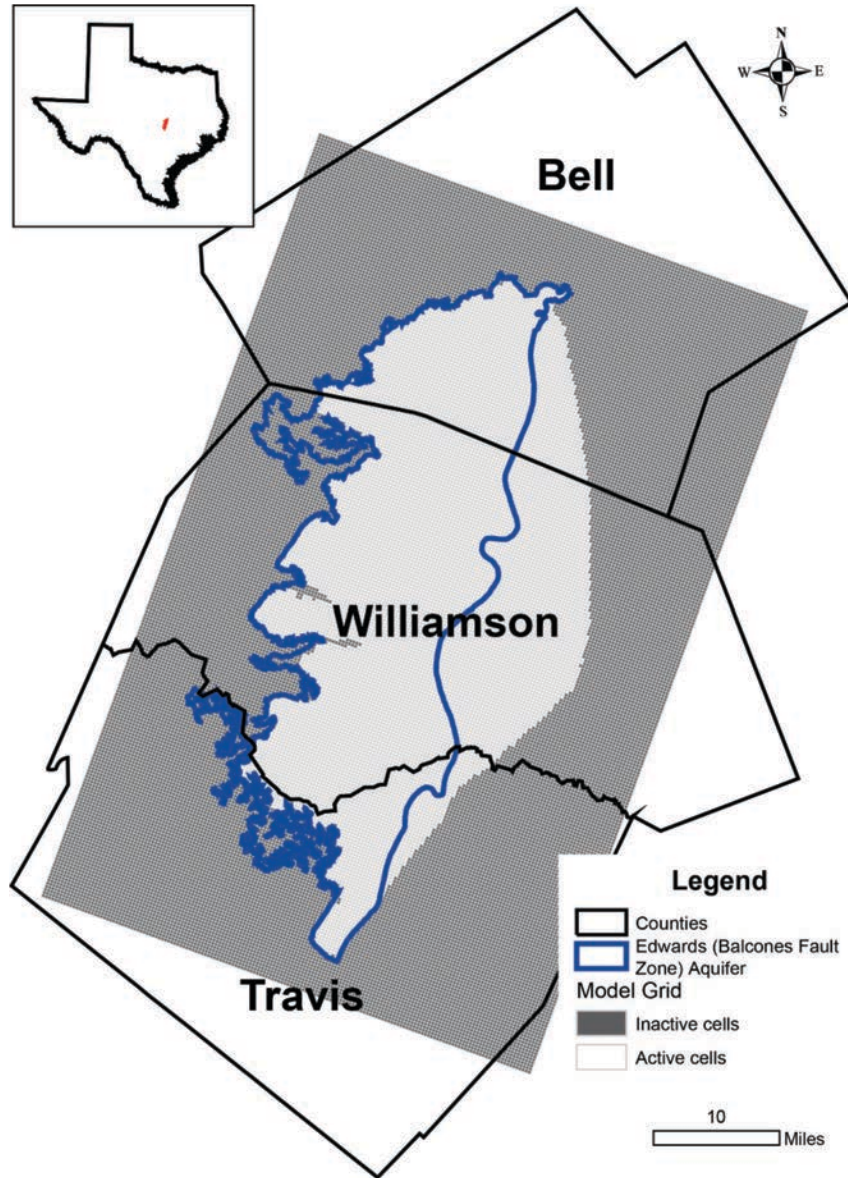 N
W E
S
Bell
Williamson
Travis
Legend
Counties
Edwards (Balcones Fault
Zone) Aquifer
Model Grid
Inactive cells
Active cells
10
Miles